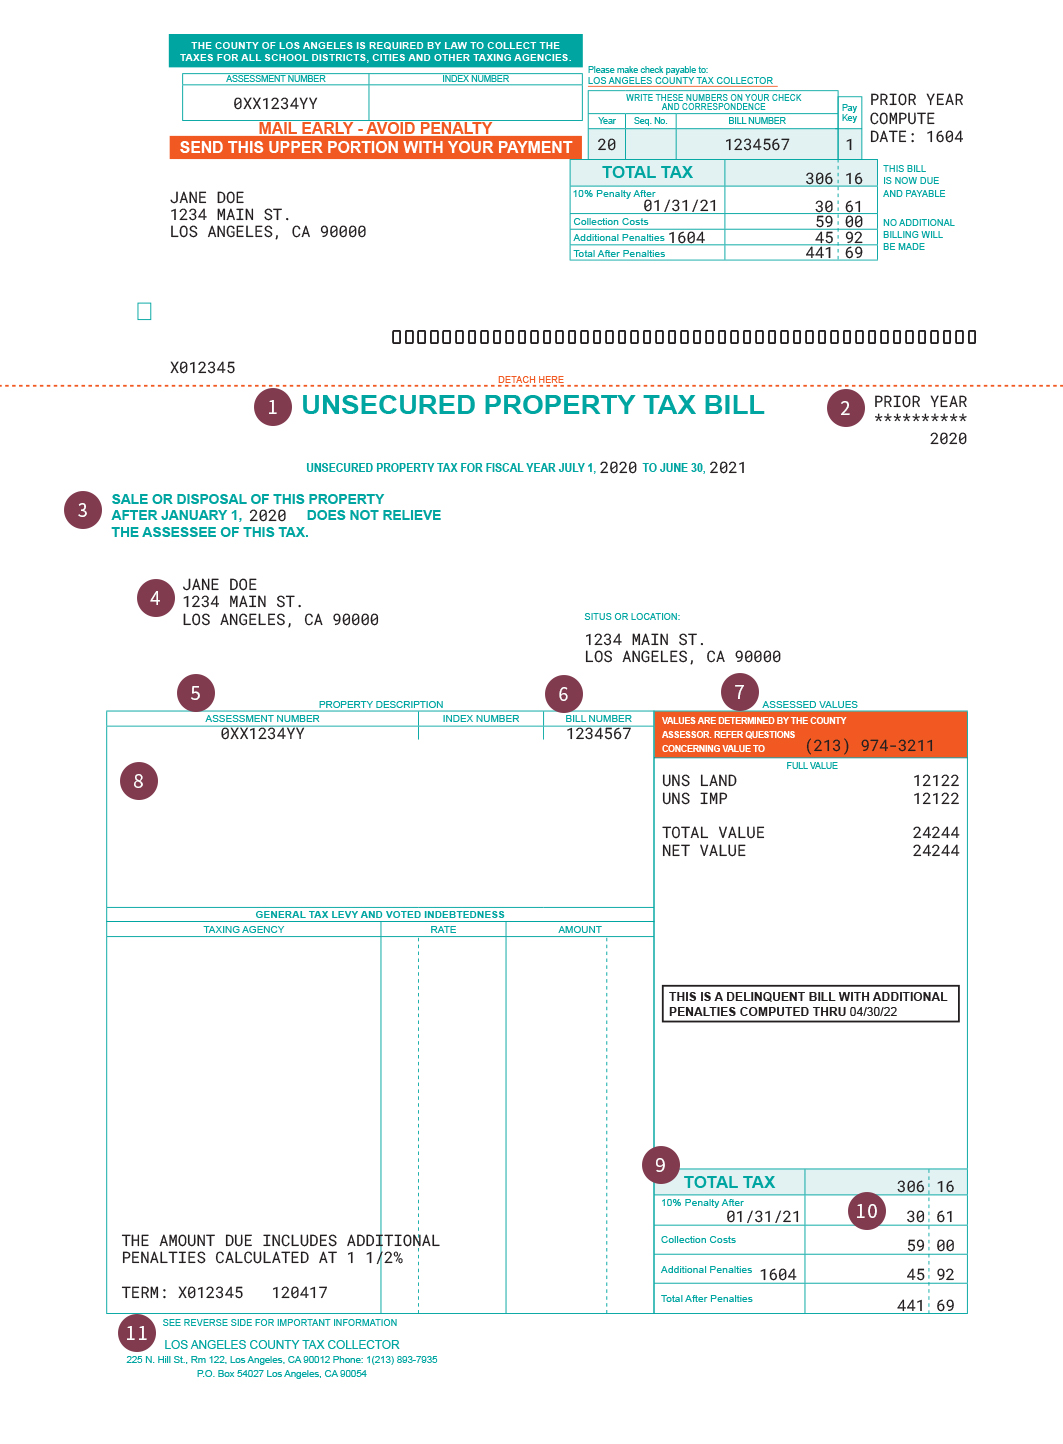 THE COUNTY OF LOS ANGELES IS REQUIRED BY LAW TO COLLECT THE
TAXES FOR ALL SCHOOL DISTRICTS, CITIES AND OTHER TAXING AGENCIES.
ASSESSMENT NUMBER INDEX NUMBER
0XX1234YY
MAIL EARLY - AVOID PENALTY
SEND THIS UPPER PORTION WITH YOUR PAYMENT
Please make check payable to:
LOS ANGELES COUNTY TAX COLLECTOR
WRITE THESE NUMBERS ON YOUR CHECK
AND CORRESPONDENCE
Pay
Key
Year Seq. No. BILL NUMBER
20 1234567 1
PRIOR YEAR
COMPUTE
DATE: 1604
TOTAL TAX 306 16
10% Penalty After
01/31/21 30 61
Collection Costs 59 00
Additional Penalties 1604 45 92
Total After Penalties 441 69
THIS BILL
IS NOW DUE
AND PAYABLE
NO ADDITIONAL
BILLING WILL
BE MADE
JANE DOE
1234 MAIN ST.
LOS ANGELES, CA 90000
X012345
DETACH HERE
1 UNSECURED PROPERTY TAX BILL
2 PRIOR YEAR
**********
2020
UNSECURED PROPERTY TAX FOR FISCAL YEAR JULY 1, 2020 TO JUNE 30, 2021
3 SALE OR DISPOSAL OF THIS PROPERTY
AFTER JANUARY 1, 2020 DOES NOT RELIEVE
THE ASSESSEE OF THIS TAX.
4 JANE DOE
1234 MAIN ST.
LOS ANGELES, CA 90000
SITUS OR LOCATION:
1234 MAIN ST.
LOS ANGELES, CA 90000
5 PROPERTY DESCRIPTION 6
ASSESSMENT NUMBER INDEX NUMBER BILL NUMBER
0XX1234YY 1234567
8
7 ASSESSED VALUES
VALUES ARE DETERMINED BY THE COUNTY
ASSESSOR. REFER QUESTIONS
CONCERNING VALUE TO (213) 974-3211
FULL VALUE
UNS LAND 12122
UNS IMP 12122
TOTAL VALUE 24244
NET VALUE 24244
GENERAL TAX LEVY AND VOTED INDEBTEDNESS
TAXING AGENCY RATE AMOUNT
THIS IS A DELINQUENT BILL WITH ADDITIONAL
PENALTIES COMPUTED THRU 04/30/22
9 TOTAL TAX 306 16
10% Penalty After
01/31/21 10 30 61
Collection Costs 59 00
Additional Penalties 1604 45 92
Total After Penalties 441 69
THE AMOUNT DUE INCLUDES ADDITIONAL
PENALTIES CALCULATED AT 1 1/2%
TERM: X012345 120417
11 SEE REVERSE SIDE FOR IMPORTANT INFORMATION
LOS ANGELES COUNTY TAX COLLECTOR
225 N. Hill St., Rm 122, Los Angeles, CA 90012 Phone: 1(213) 893-7935
P.O. Box 54027 Los Angeles, CA 90054